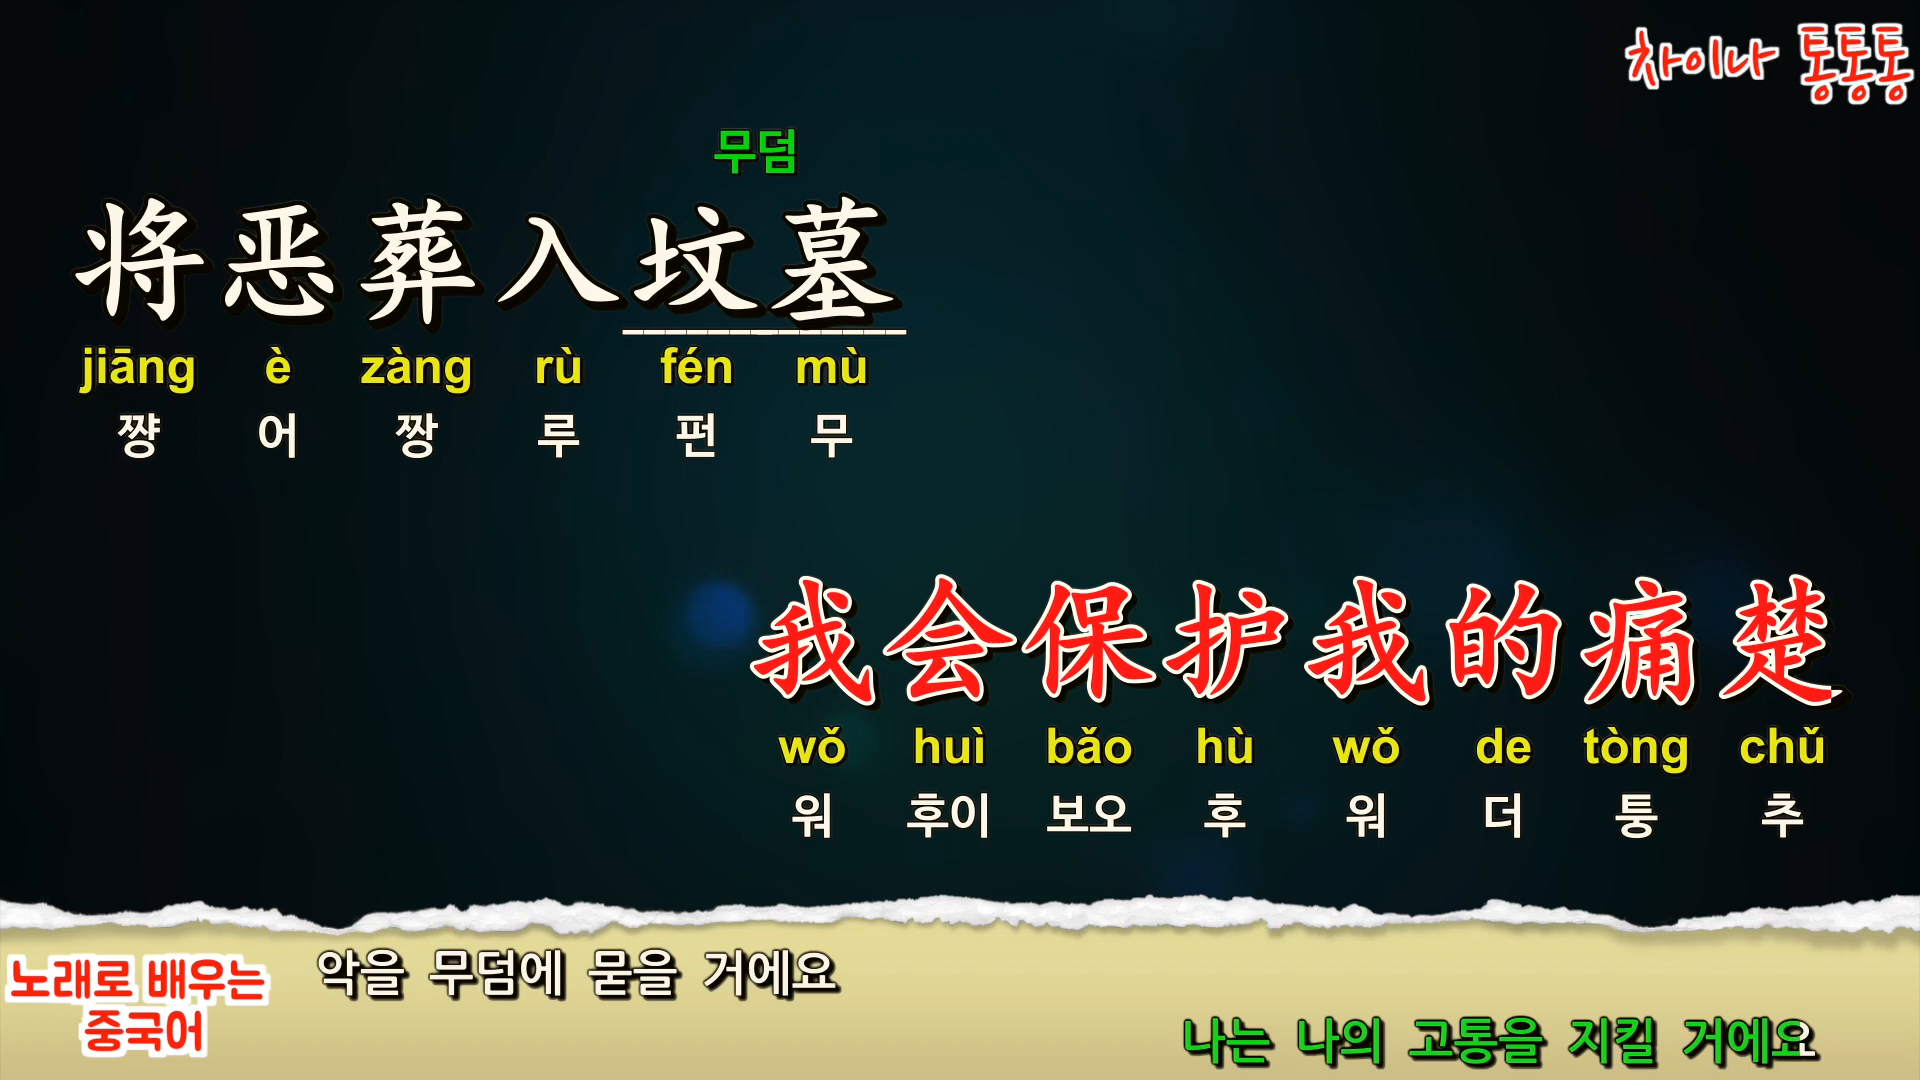 차이나 통통통
무덤
将恶葬入坟墓
jiāng è zàng rù fén mù
쨩 어 짱 루 펀 무
我会保护我的痛楚
wǒ huì bǎo hù wǒ de tòng chǔ
워 후이 보오 후 워 더 퉁 추
노래로 배우는
중국어
악을 무덤에 묻을 거에요
나는 나의 고통을 지킬 거에요